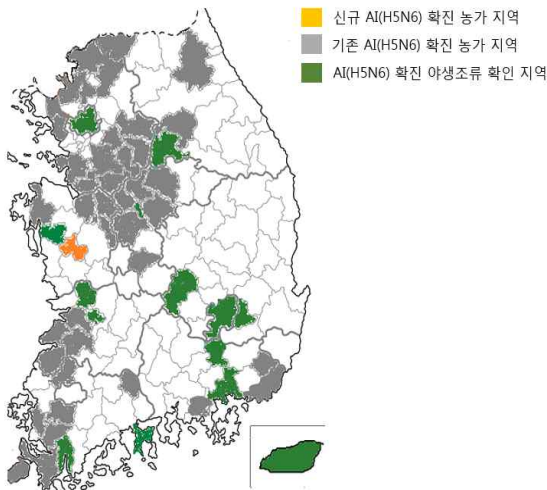 신규 AI(H5N6) 확진 농가 지역
기존 AI(H5N6) 확진 농가 지역
AI(H5N6) 확진 야생조류 확인 지역